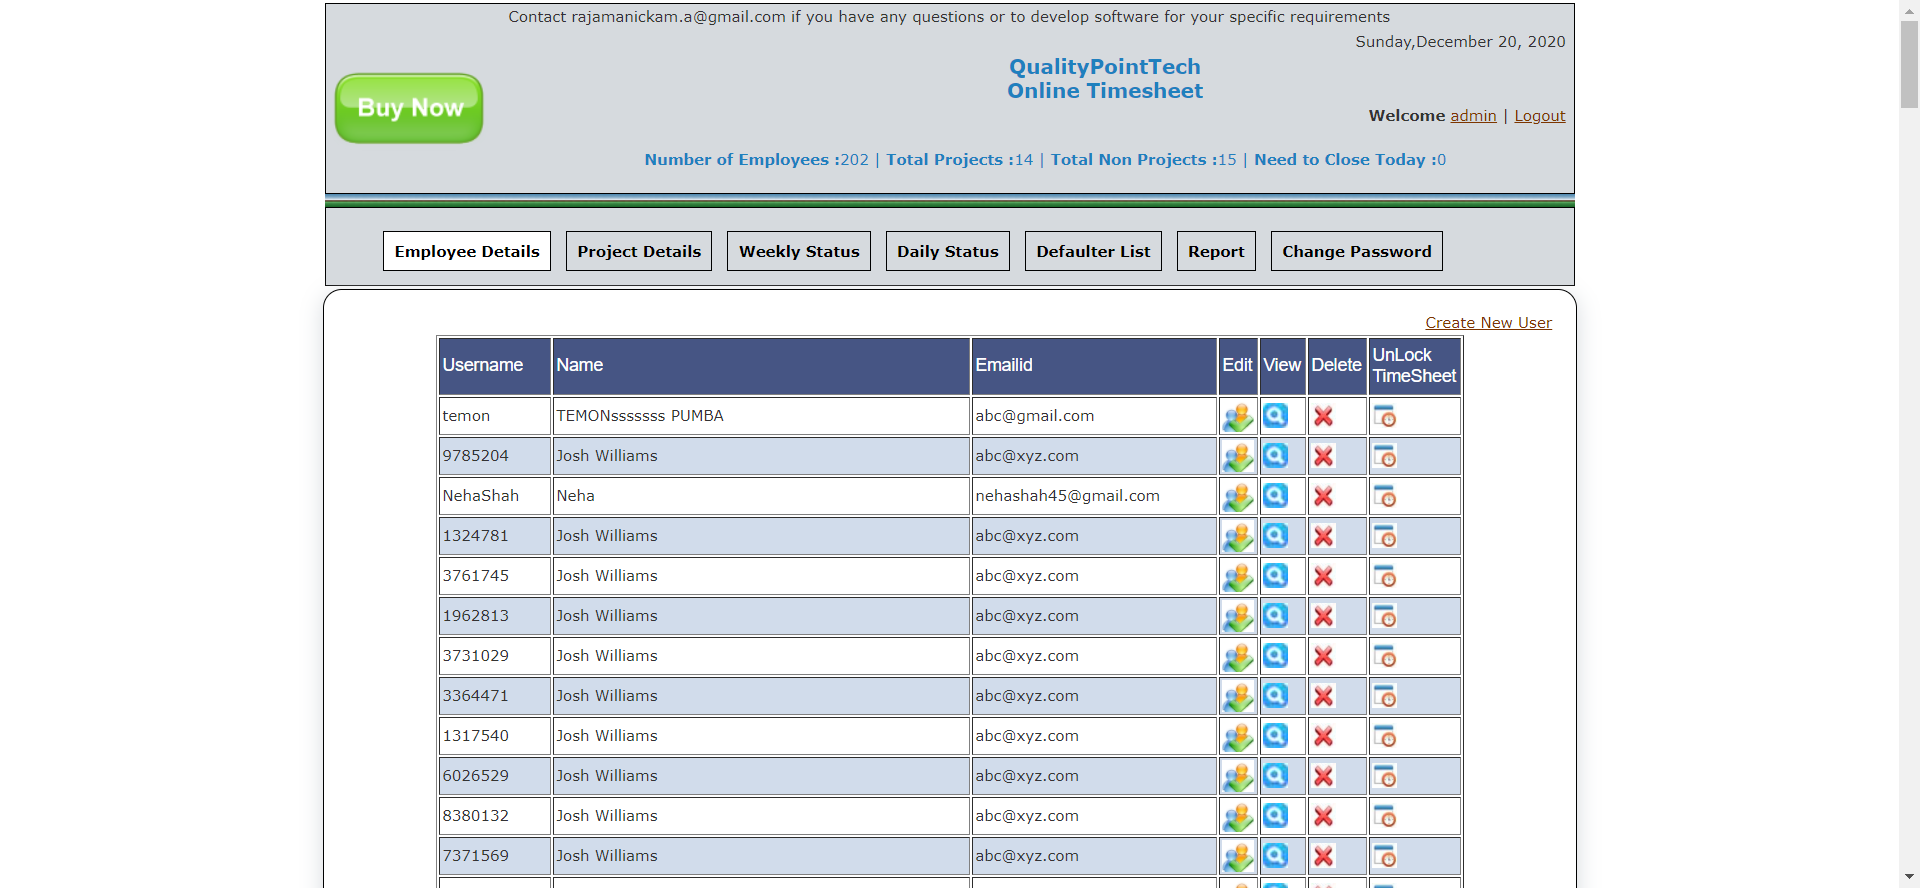 Contact rajamanickam.a@gmail.com if you have any questions or to develop software for your specific requirements
Sunday,December 20, 2020
QualityPointTech
Online Timesheet
Buy Now
Welcome admin | Logout
Number of Employees :202 | Total Projects :14 | Total Non Projects :15 | Need to Close Today :0
Employee Details Project Details Weekly Status Daily Status Defaulter List Report Change Password
Create New User
Username Name Emailid Edit View Delete UnLock TimeSheet
temon TEMONsssssss PUMBA abc@gmail.com
9785204 Josh Williams abc@xyz.com
NehaShah Neha nehashah45@gmail.com
1324781 Josh Williams abc@xyz.com
3761745 Josh Williams abc@xyz.com
1962813 Josh Williams abc@xyz.com
3731029 Josh Williams abc@xyz.com
3364471 Josh Williams abc@xyz.com
1317540 Josh Williams abc@xyz.com
6026529 Josh Williams abc@xyz.com
8380132 Josh Williams abc@xyz.com
7371569 Josh Williams abc@xyz.com